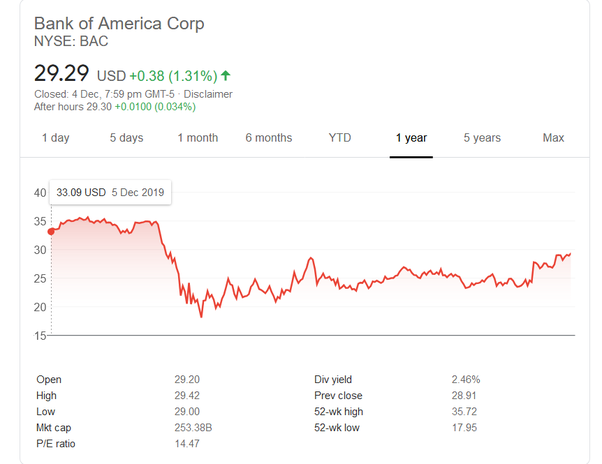 Bank of America Corp
NYSE: BAC
29.29 USD +0.38 (1.31%) ↑
Closed: 4 Dec, 7:59 pm GMT-5 · Disclaimer
After hours 29.30 +0.0100 (0.034%)
1 day 5 days 1 month 6 months YTD 1 year 5 years Max
40
33.09 USD 5 Dec 2019
35
30
25
20
15
Open 29.20 Div yield 2.46%
High 29.42 Prev close 28.91
Low 29.00 52-wk high 35.72
Mkt cap 253.38B 52-wk low 17.95
P/E ratio 14.47